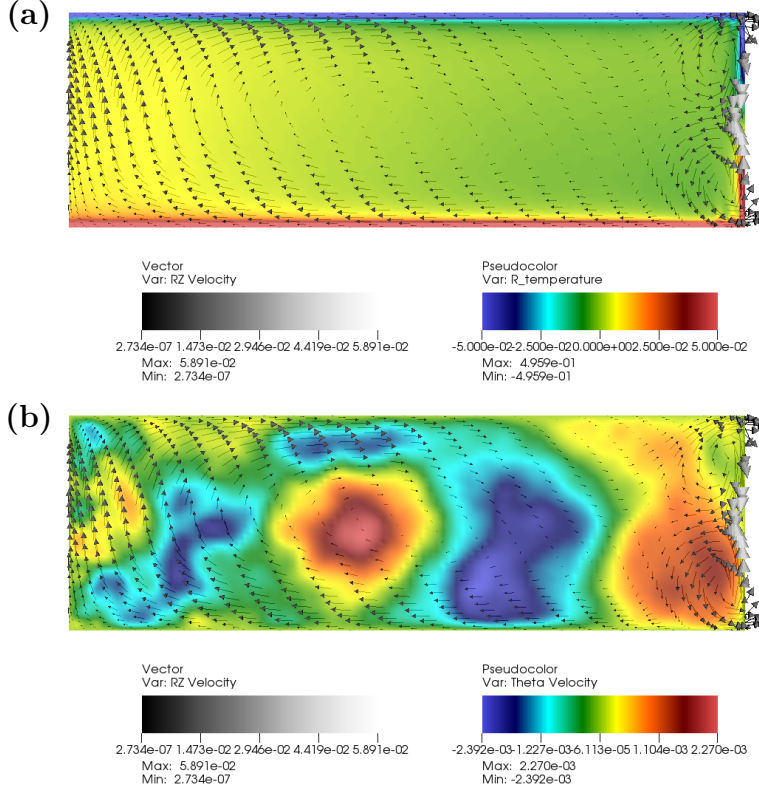 (a)
Vector
Var: RZ Velocity
2.734e-07 1.473e-02 2.946e-02 4.419e-02 5.891e-02
Max: 5.891e-02
Min: 2.734e-07
Pseudocolor
Var: R_temperature
-5.000e-02 -2.500e-02 0.000e+00 2.500e-02 5.000e-02
Max: 4.959e-01
Min: -4.959e-01
(b)
Vector
Var: RZ Velocity
2.734e-07 1.473e-02 2.946e-02 4.419e-02 5.891e-02
Max: 5.891e-02
Min: 2.734e-07
Pseudocolor
Var: Theta Velocity
-2.392e-03 -1.227e-03 -6.113e-05 1.104e-03 2.270e-03
Max: 2.270e-03
Min: -2.392e-03